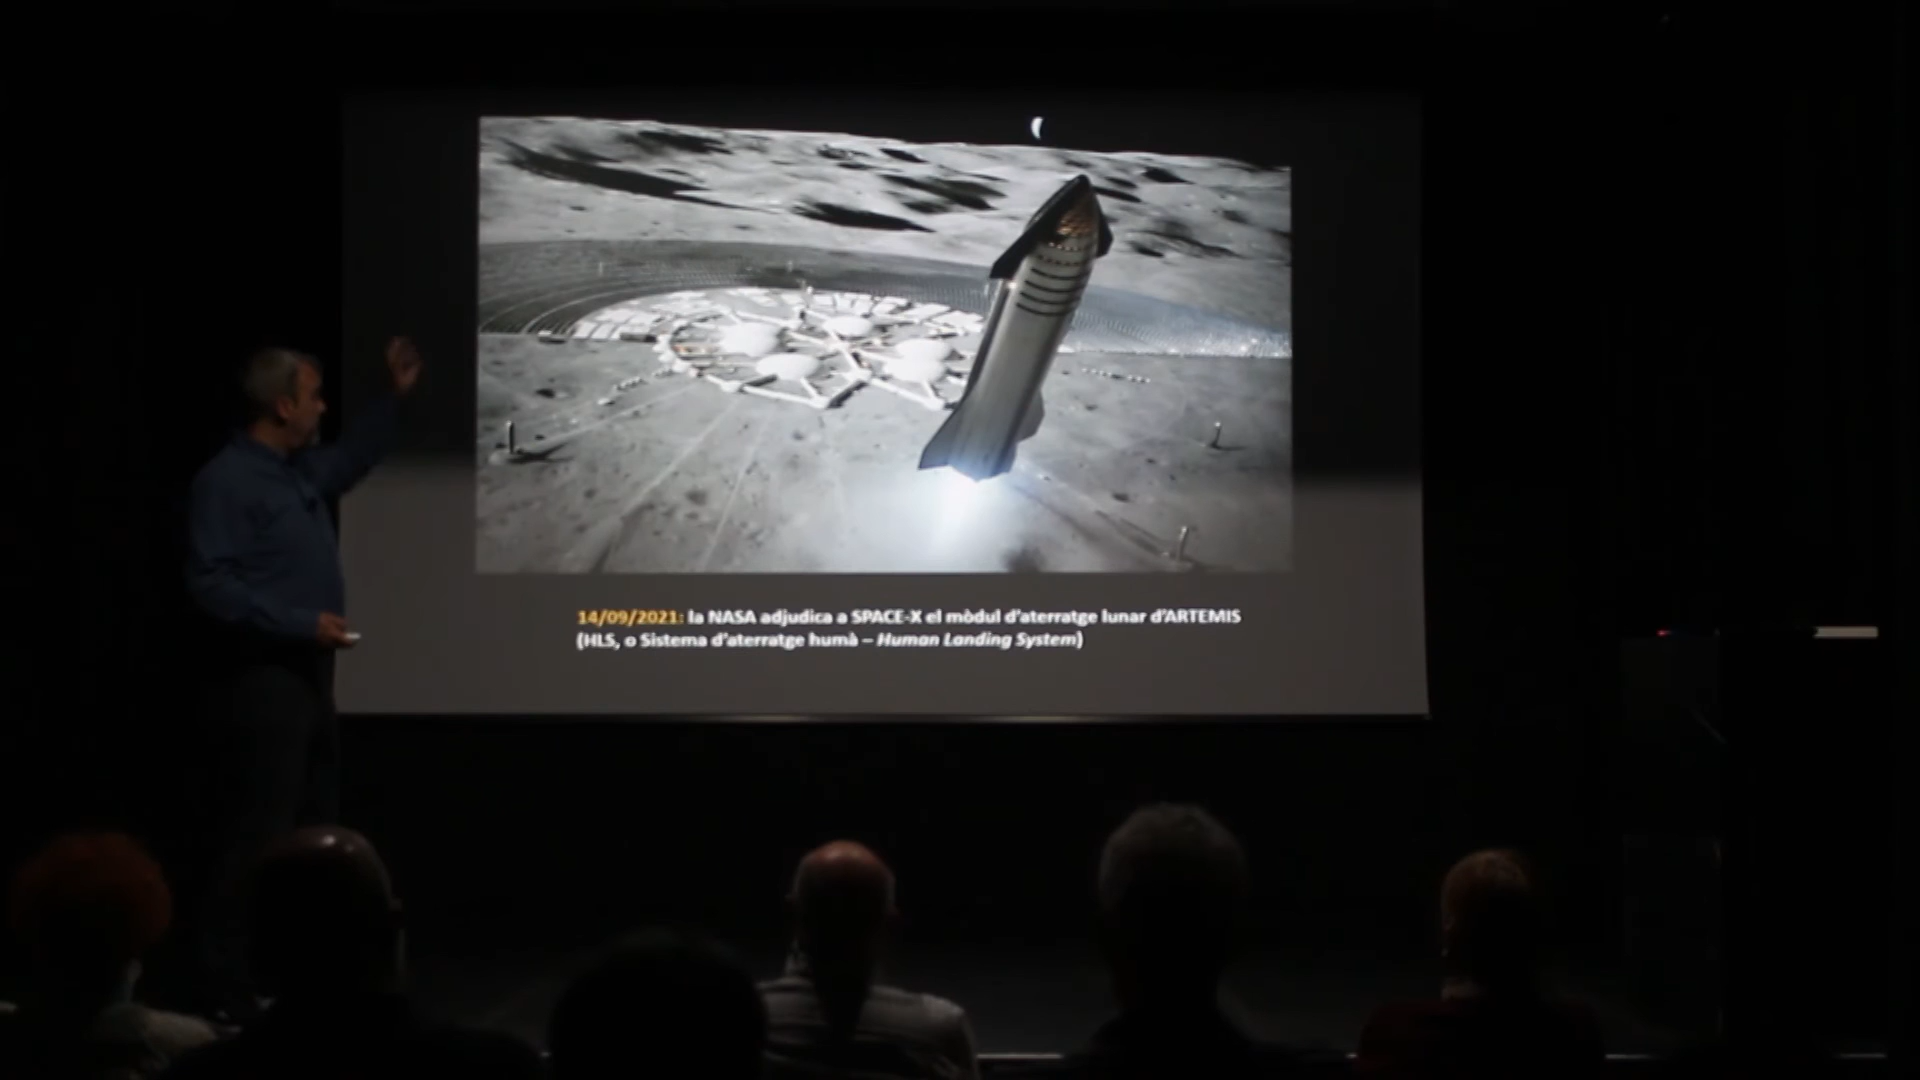 14/09/2021: la NASA adjudica a SPACE-X el mòdul d'aterratge lunar d'ARTEMIS
(HLS, o Sistema d'aterratge humà – Human Landing System)